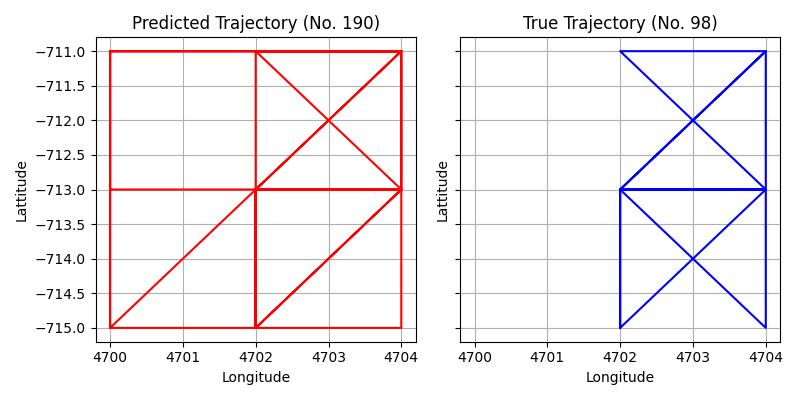 Predicted Trajectory (No. 190)
−711.0
−711.5
−712.0
−712.5
−713.0
−713.5
−714.0
−714.5
−715.0
Lattitude
4700 4701 4702 4703 4704
Longitude
True Trajectory (No. 98)
Lattitude
4700 4701 4702 4703 4704
Longitude